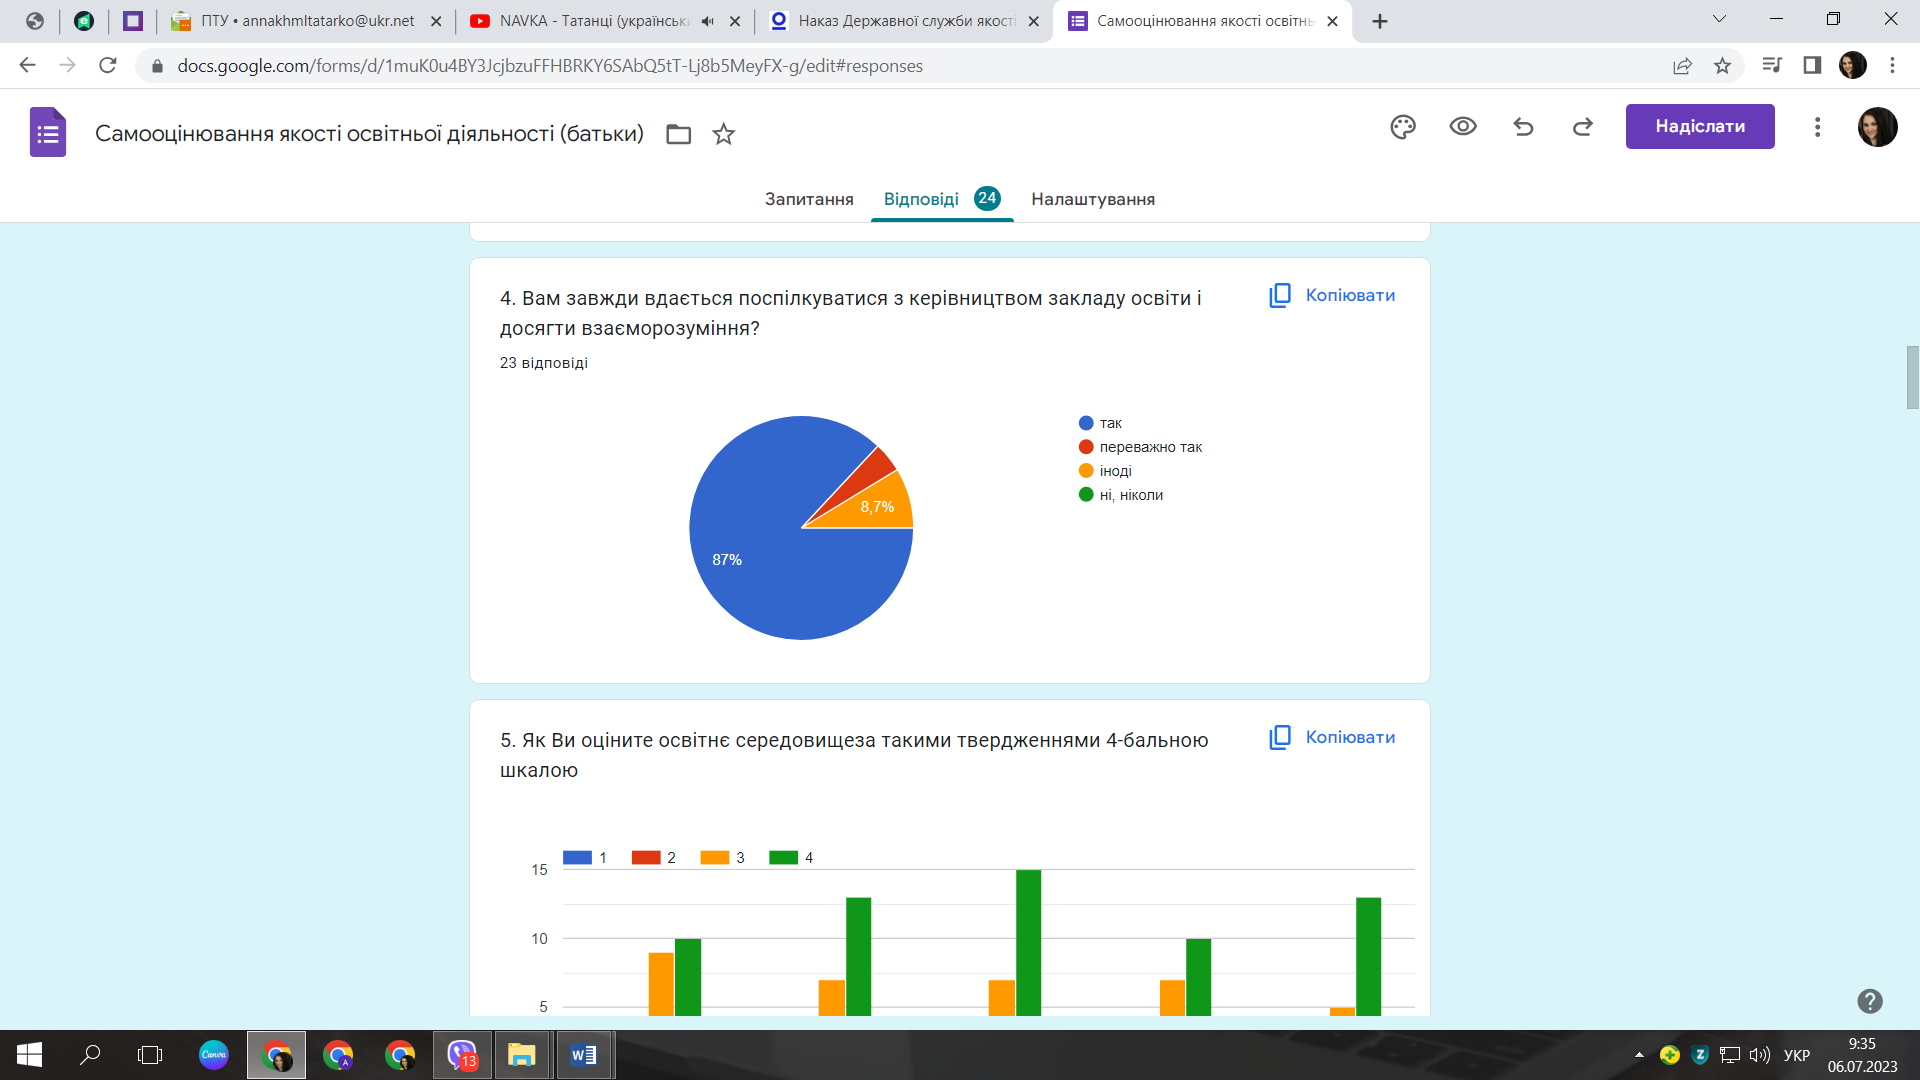 ПТУ • annakhmltatarko@ukr.net
NAVKA - Татанці (українськ
Наказ Державної служби якості
Самооцінювання якості освітнь
docs.google.com/forms/d/1muK0u4BY3JcjbzuFFHBRKY6SAbQ5tT-Lj8b5MeyFX-g/edit#responses
Самооцінювання якості освітньої діяльності (батьки)
Надіслати
Запитання
Відповіді 24
Налаштування
4. Вам завжди вдається поспілкуватися з керівництвом закладу освіти і
досягти взаєморозуміння?
Копіювати
23 відповіді
так
переважно так
іноді
ні, ніколи
8,7%
87%
5. Як Ви оціните освітнє середовищеза такими твердженнями 4-бальною
шкалою
Копіювати
1 2 3 4
15
10
5
Canva
13
УКР
9:35
06.07.2023